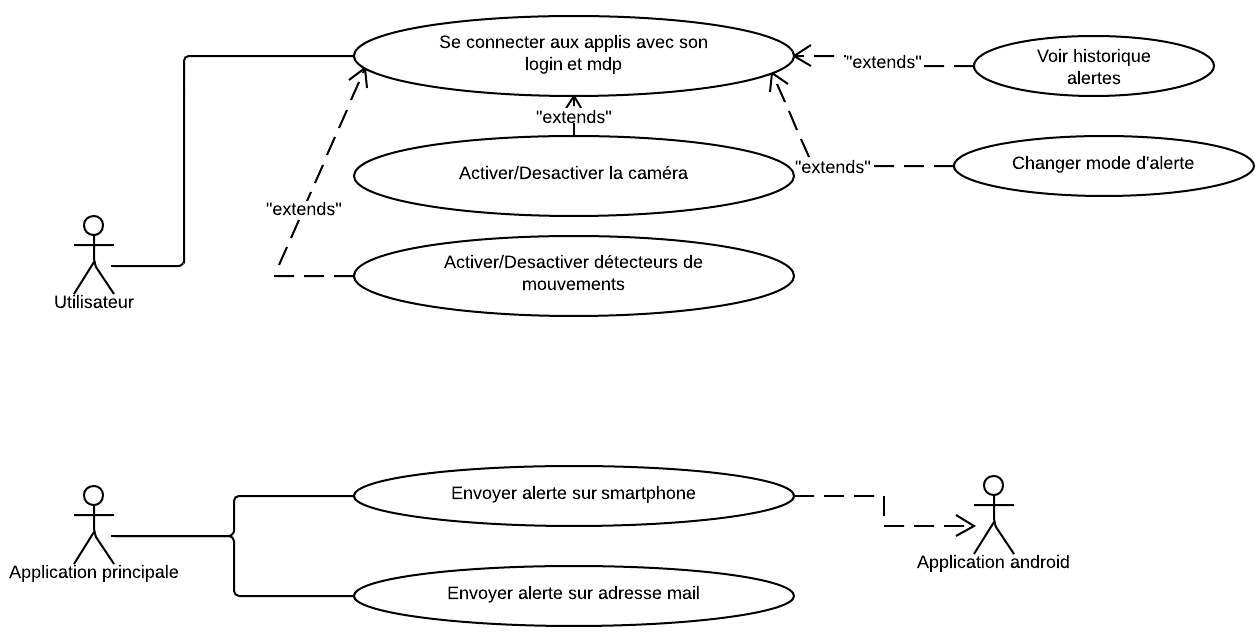 Se connecter aux applis avec son
login et mdp
"extends"
Voir historique
alertes
"extends"
Activer/Desactiver la caméra
"extends"
Changer mode d'alerte
"extends"
Activer/Desactiver détecteurs de
mouvements
Utilisateur
Envoyer alerte sur smartphone
Application principale
Application android
Envoyer alerte sur adresse mail